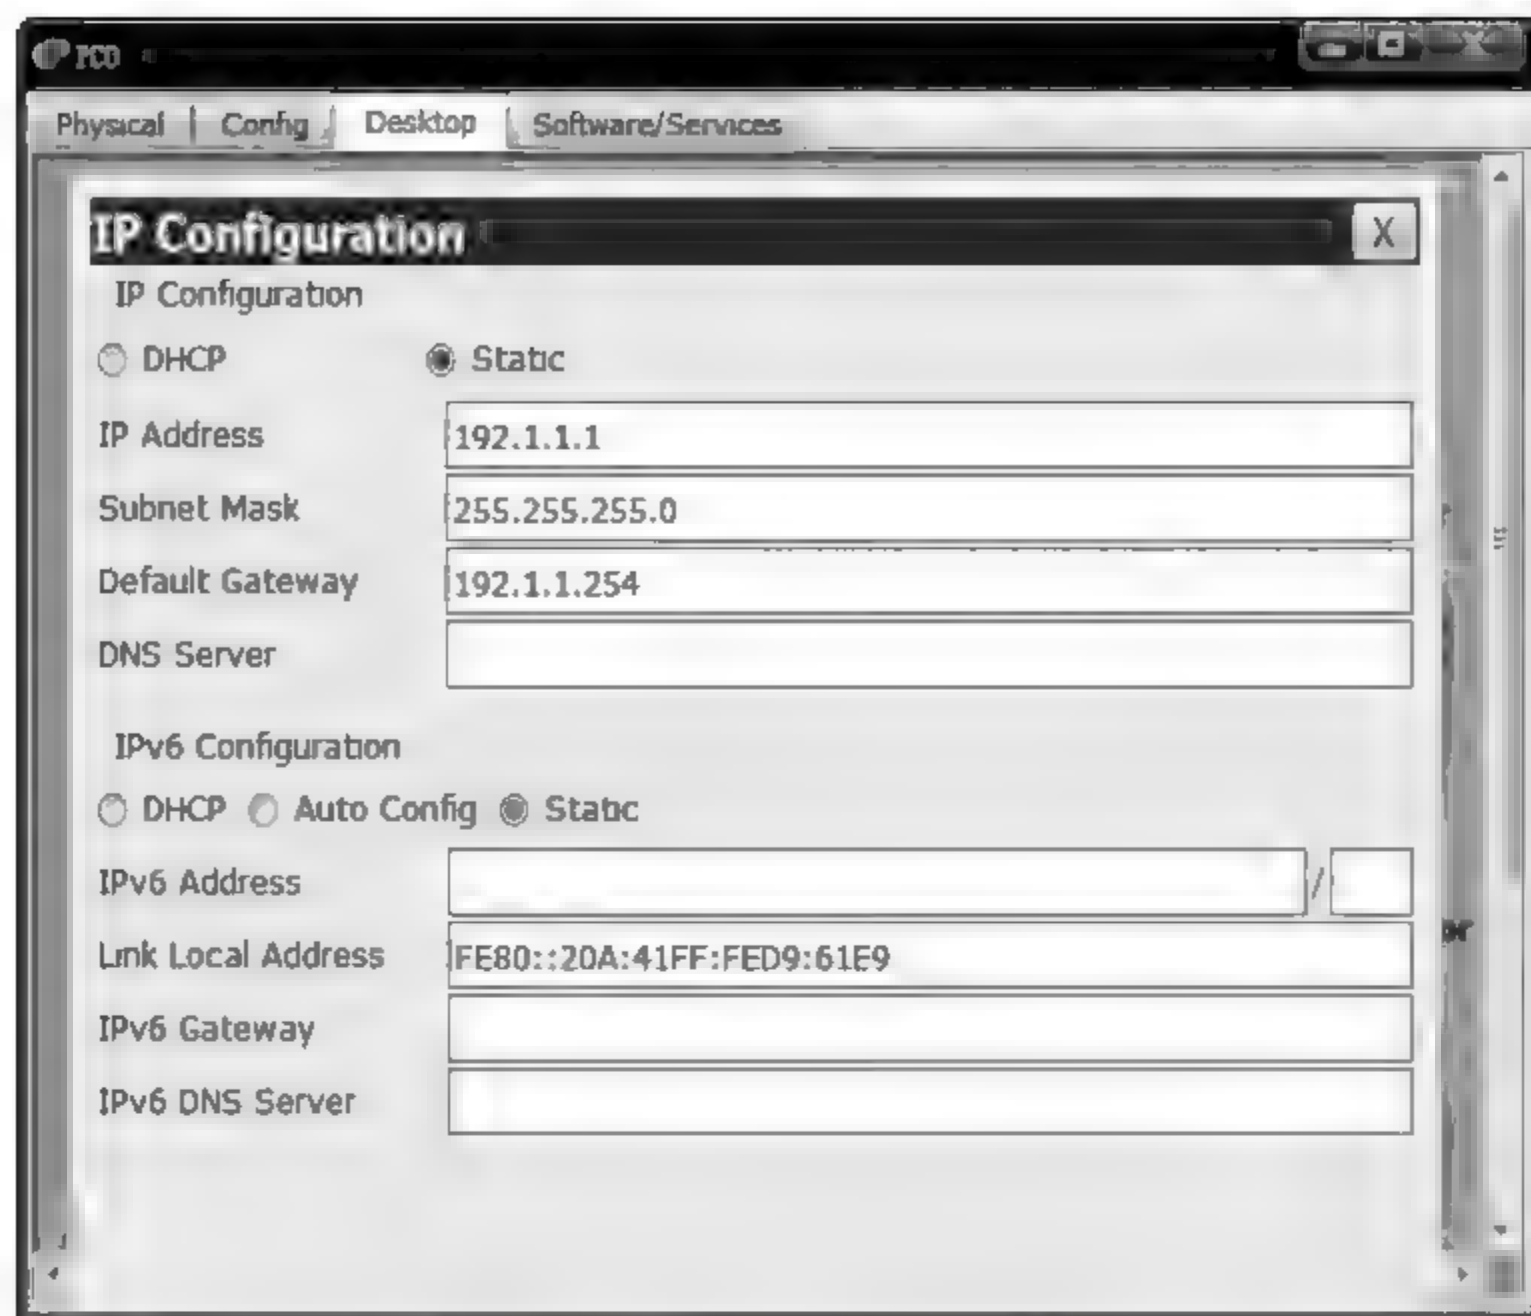 PC0
Physical Config Desktop Software/Services
IP Configuration X
IP Configuration
DHCP Static
IP Address 192.1.1.1
Subnet Mask 255.255.255.0
Default Gateway 192.1.1.254
DNS Server
IPv6 Configuration
DHCP Auto Config Static
IPv6 Address /
Link Local Address FE80::20A:41FF:FED9:61E9
IPv6 Gateway
IPv6 DNS Server